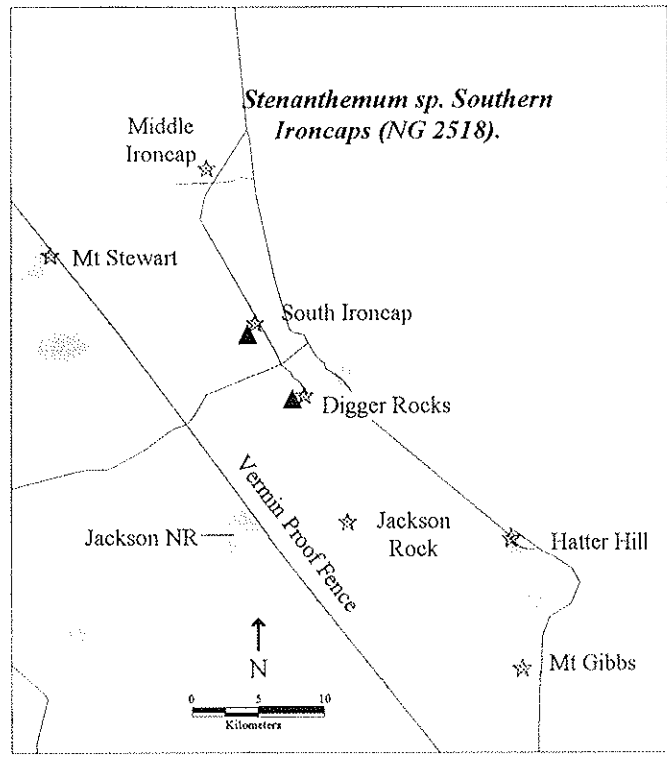 Stenanthemum sp. Southern
Ironcaps (NG 2518).
Middle
Ironcap
Mt Stewart
South Ironcap
Digger Rocks
Vermin Proof Fence
Jackson NR
Jackson
Rock
Hatter Hill
Mt Gibbs
N
0 5 10
Kilometers